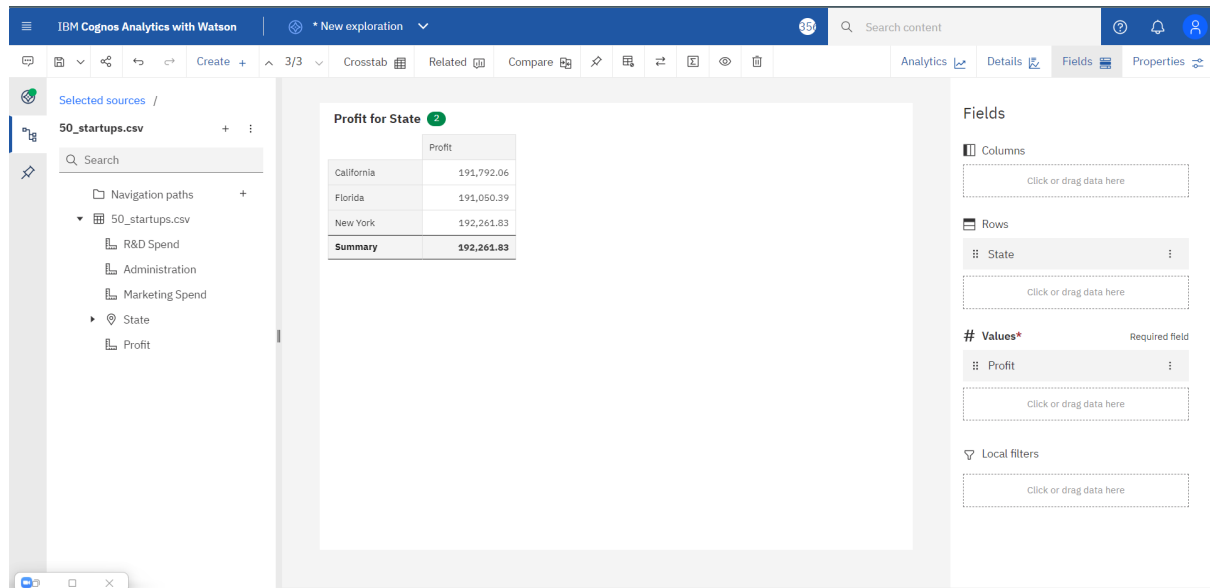 IBM Cognos Analytics with Watson
* New exploration
356
Search content
Create +
3/3
Crosstab
Related
Compare
Analytics
Details
Fields
Properties
Selected sources /
50_startups.csv
Search
Navigation paths
50_startups.csv
R&D Spend
Administration
Marketing Spend
State
Profit
Profit for State 2
Profit
California 191,792.06
Florida 191,050.39
New York 192,261.83
Summary 192,261.83
Fields
Columns
Click or drag data here
Rows
State
Click or drag data here
# Values* Required field
Profit
Click or drag data here
Local filters
Click or drag data here